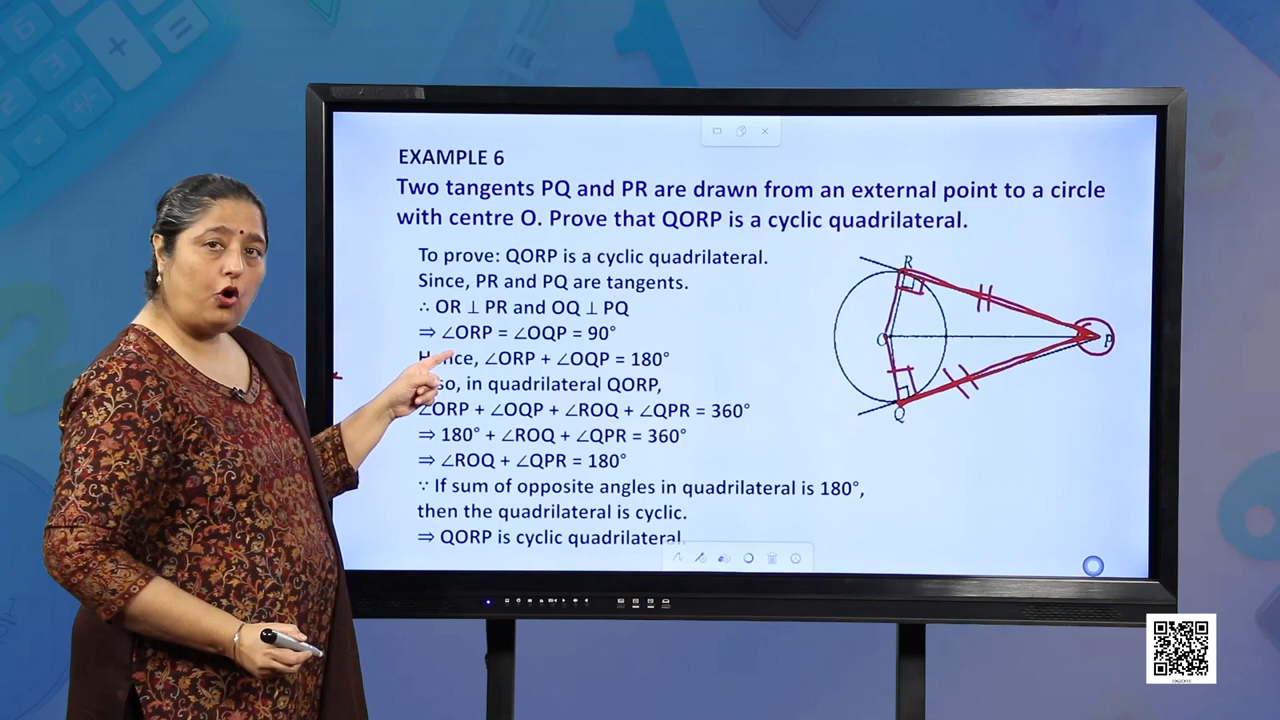 EXAMPLE 6
Two tangents PQ and PR are drawn from an external point to a circle
with centre O. Prove that QORP is a cyclic quadrilateral.
To prove: QORP is a cyclic quadrilateral.
Since, PR and PQ are tangents.
∴ OR ⊥ PR and OQ ⊥ PQ
⇒ ∠ORP = ∠OQP = 90°
∠ORP + ∠OQP = 180°
in quadrilateral QORP,
∠ORP + ∠OQP + ∠ROQ + ∠QPR = 360°
⇒ 180° + ∠ROQ + ∠QPR = 360°
⇒ ∠ROQ + ∠QPR = 180°
∵ If sum of opposite angles in quadrilateral is 180°,
then the quadrilateral is cyclic.
⇒ QORP is cyclic quadrilateral.
R
O
P
Q